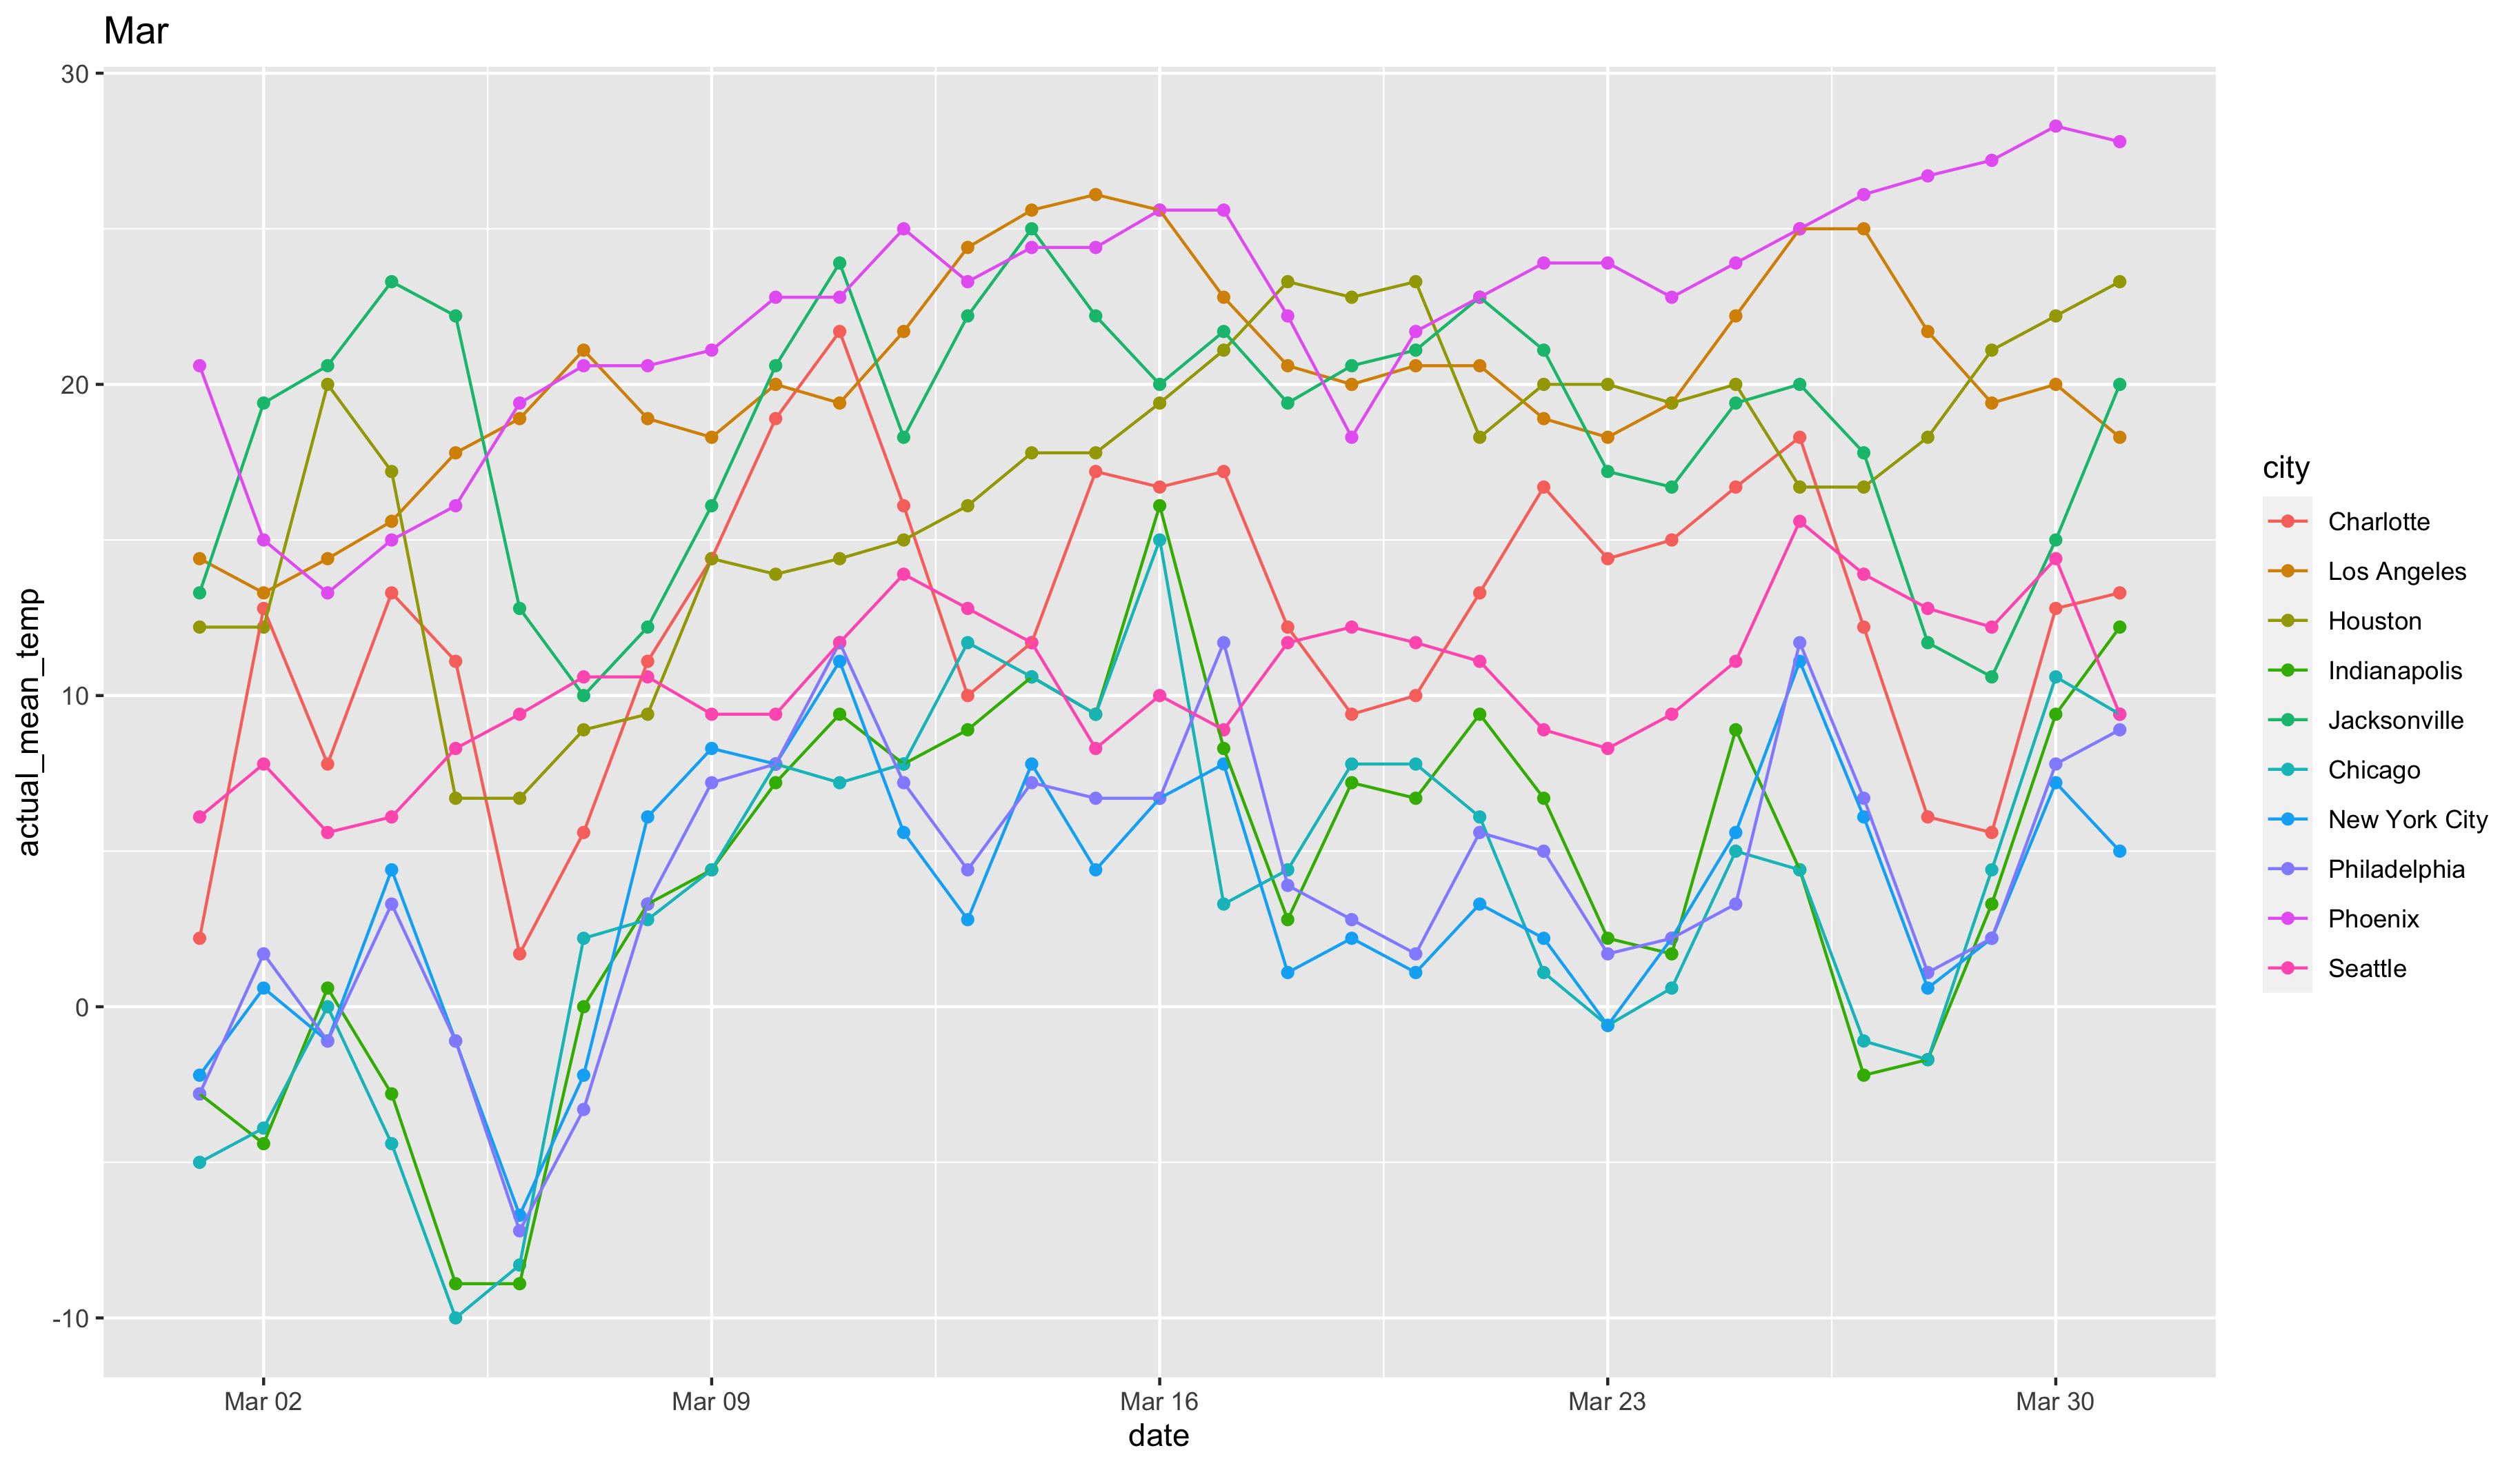 Mar
30
20
10
0
-10
actual_mean_temp
Mar 02
Mar 09
Mar 16
Mar 23
Mar 30
date
city
Charlotte
Los Angeles
Houston
Indianapolis
Jacksonville
Chicago
New York City
Philadelphia
Phoenix
Seattle